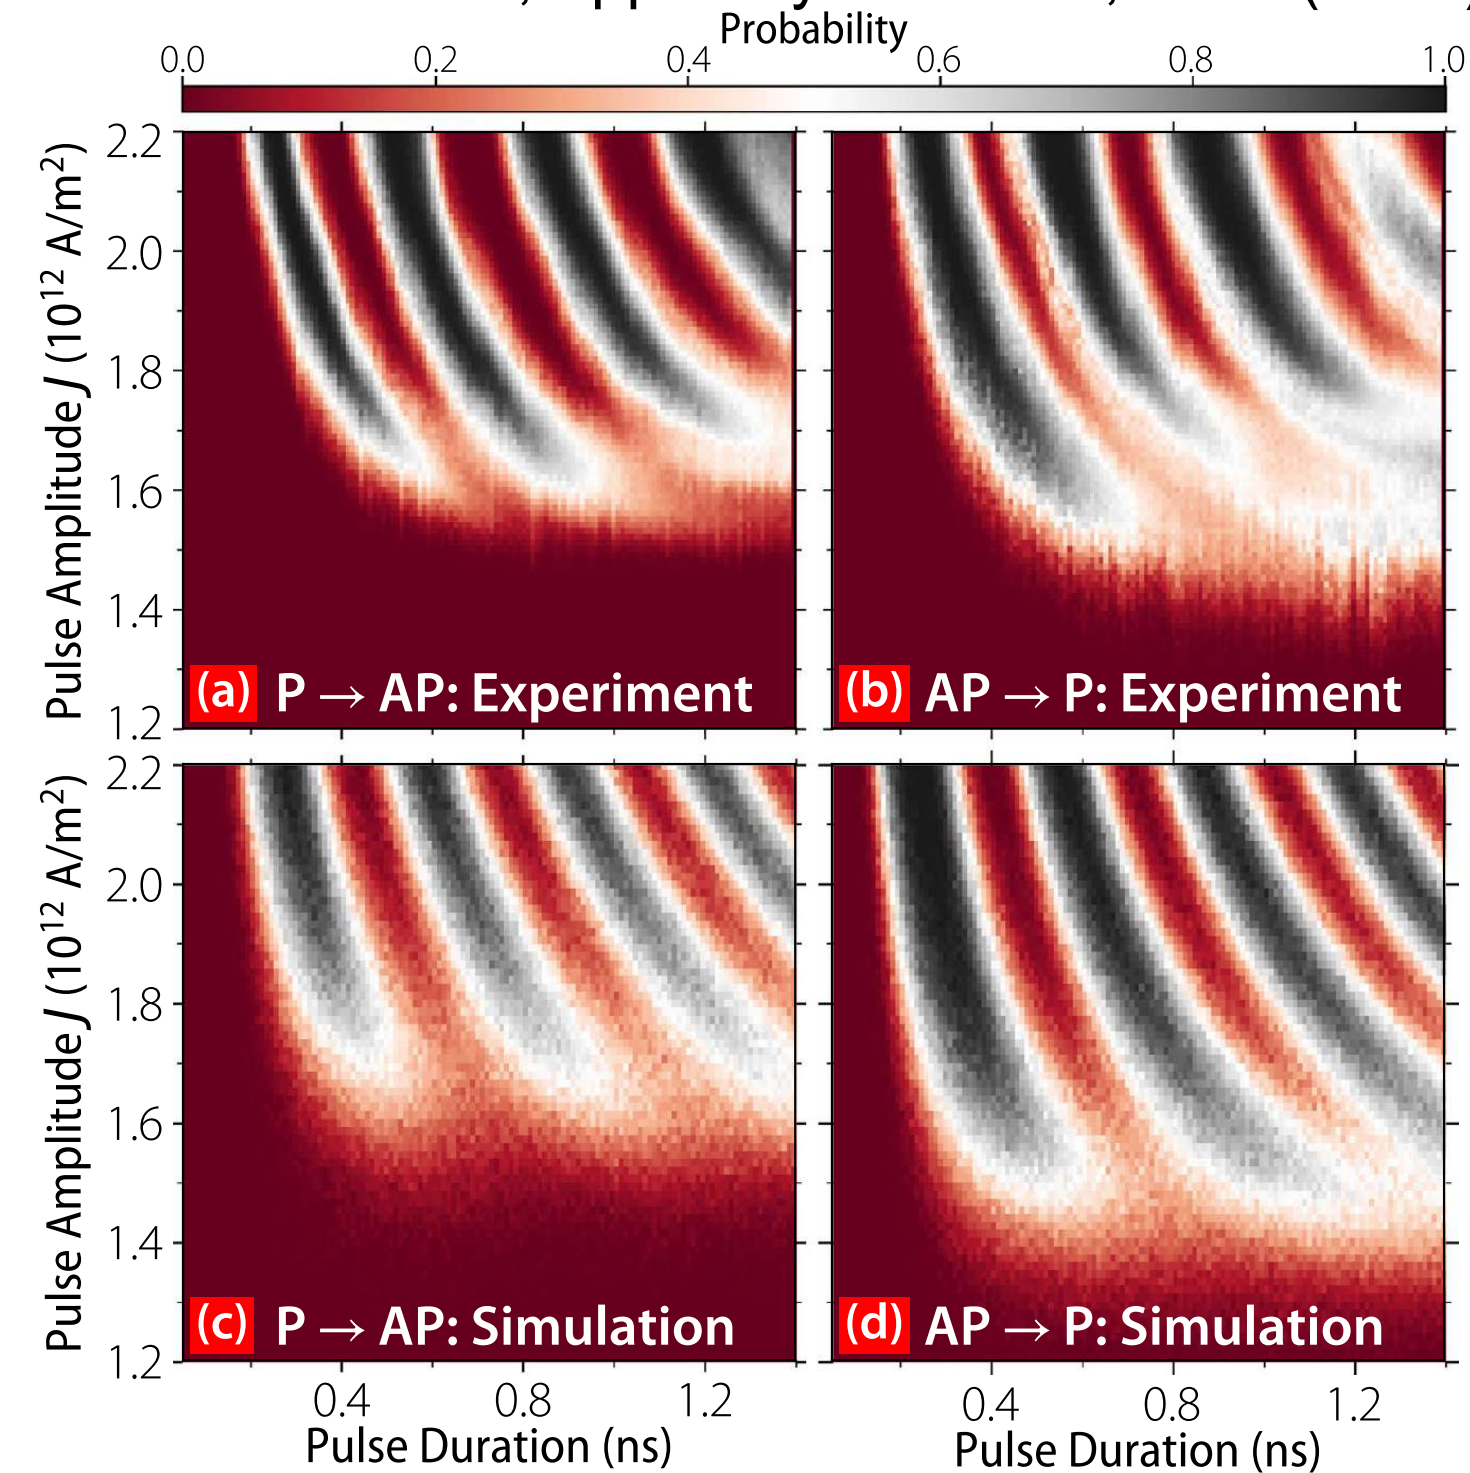 Probability
0.0 0.2 0.4 0.6 0.8 1.0
2.2
2.0
1.8
1.6
1.4
1.2
Pulse Amplitude J (10¹² A/m²)
(a) P → AP: Experiment
(b) AP → P: Experiment
2.2
2.0
1.8
1.6
1.4
1.2
Pulse Amplitude J (10¹² A/m²)
(c) P → AP: Simulation
(d) AP → P: Simulation
0.4 0.8 1.2
0.4 0.8 1.2
Pulse Duration (ns)
Pulse Duration (ns)